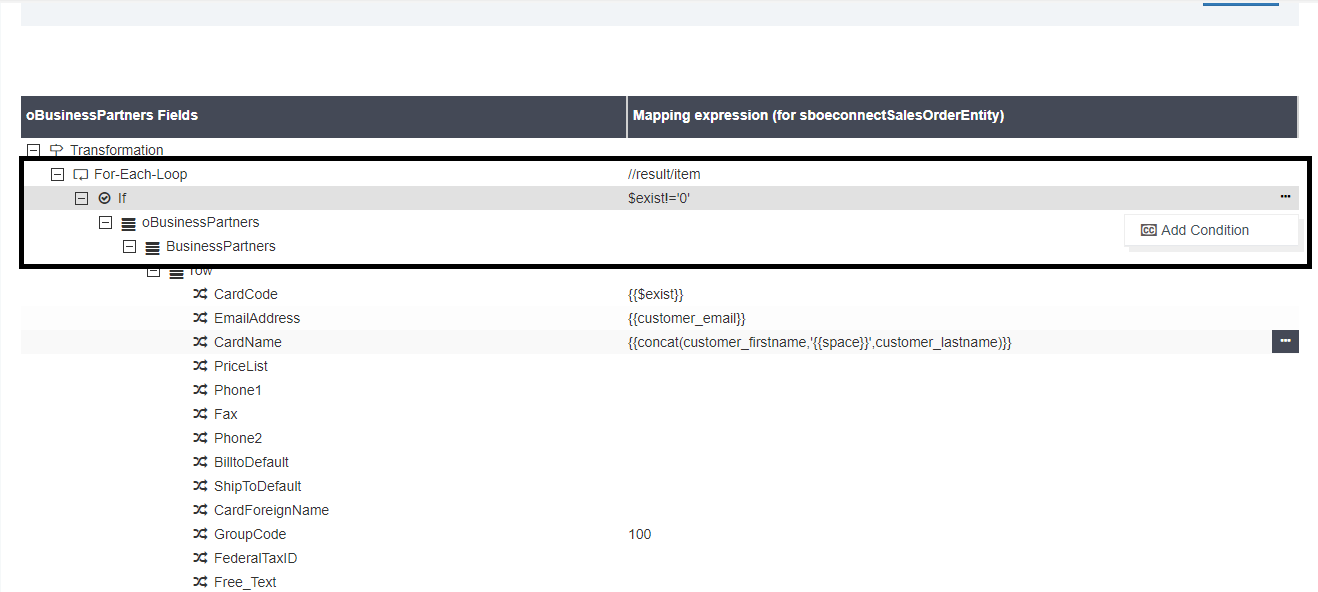 oBusinessPartners Fields Mapping expression (for sboeconnectSalesOrderEntity)
Transformation
For-Each-Loop //result/item
If $exist!='0'
oBusinessPartners
CC Add Condition
BusinessPartners
row
CardCode {{$exist}}
EmailAddress {{customer_email}}
CardName {{concat(customer_firstname,'{{space}}',customer_lastname)}}
PriceList
Phone1
Fax
Phone2
BilltoDefault
ShipToDefault
CardForeignName
GroupCode 100
FederalTaxID
Free_Text